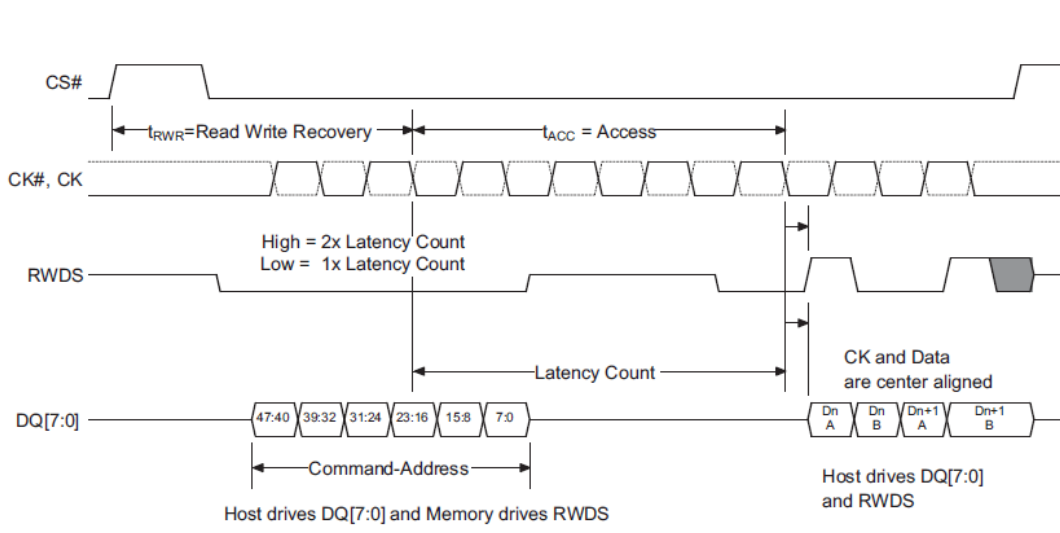 CS#
tRWR=Read Write Recovery
tACC = Access
CK#, CK
High = 2x Latency Count
Low = 1x Latency Count
RWDS
Latency Count
CK and Data
are center aligned
DQ[7:0]
47:40 39:32 31:24 23:16 15:8 7:0
Dn
A
Dn
B
Dn+1
A
Dn+1
B
Command-Address
Host drives DQ[7:0]
and RWDS
Host drives DQ[7:0] and Memory drives RWDS